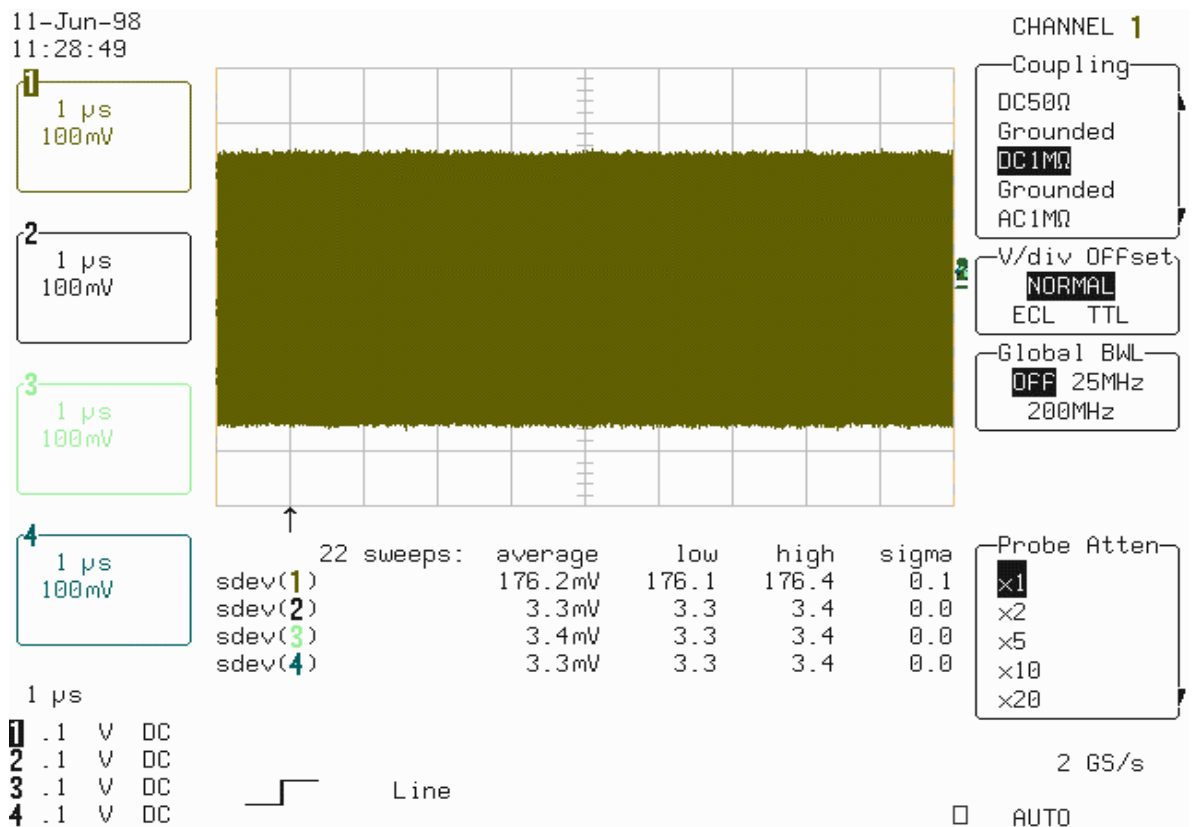 11-Jun-98
11:28:49
1
1 µs
100mV
2
1 µs
100mV
3
1 µs
100mV
4
1 µs
100mV
1 µs
1 .1 V DC
2 .1 V DC
3 .1 V DC
4 .1 V DC
22 sweeps: average low high sigma
sdev(1) 176.2mV 176.1 176.4 0.1
sdev(2) 3.3mV 3.3 3.4 0.0
sdev(3) 3.4mV 3.3 3.4 0.0
sdev(4) 3.3mV 3.3 3.4 0.0
Line
CHANNEL 1
Coupling
DC50Ω
Grounded
DC1MΩ
Grounded
AC1MΩ
V/div Offset
NORMAL
ECL TTL
Global BWL
OFF 25MHz
200MHz
Probe Atten
×1
×2
×5
×10
×20
2 GS/s
AUTO